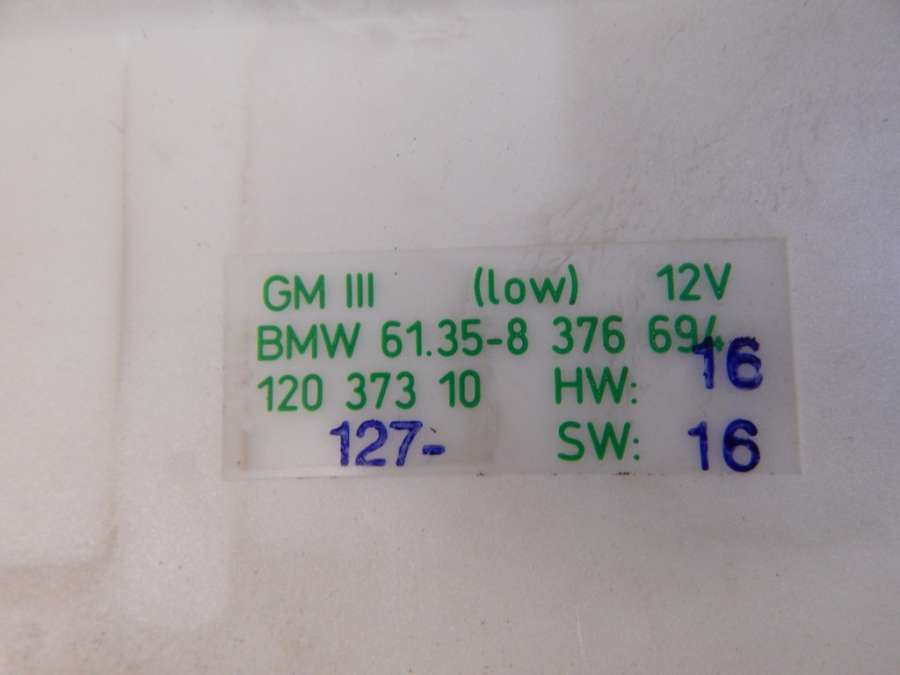 GM III (low) 12V
BMW 61.35-8 376 694
120 373 10 HW: 16
127- SW: 16